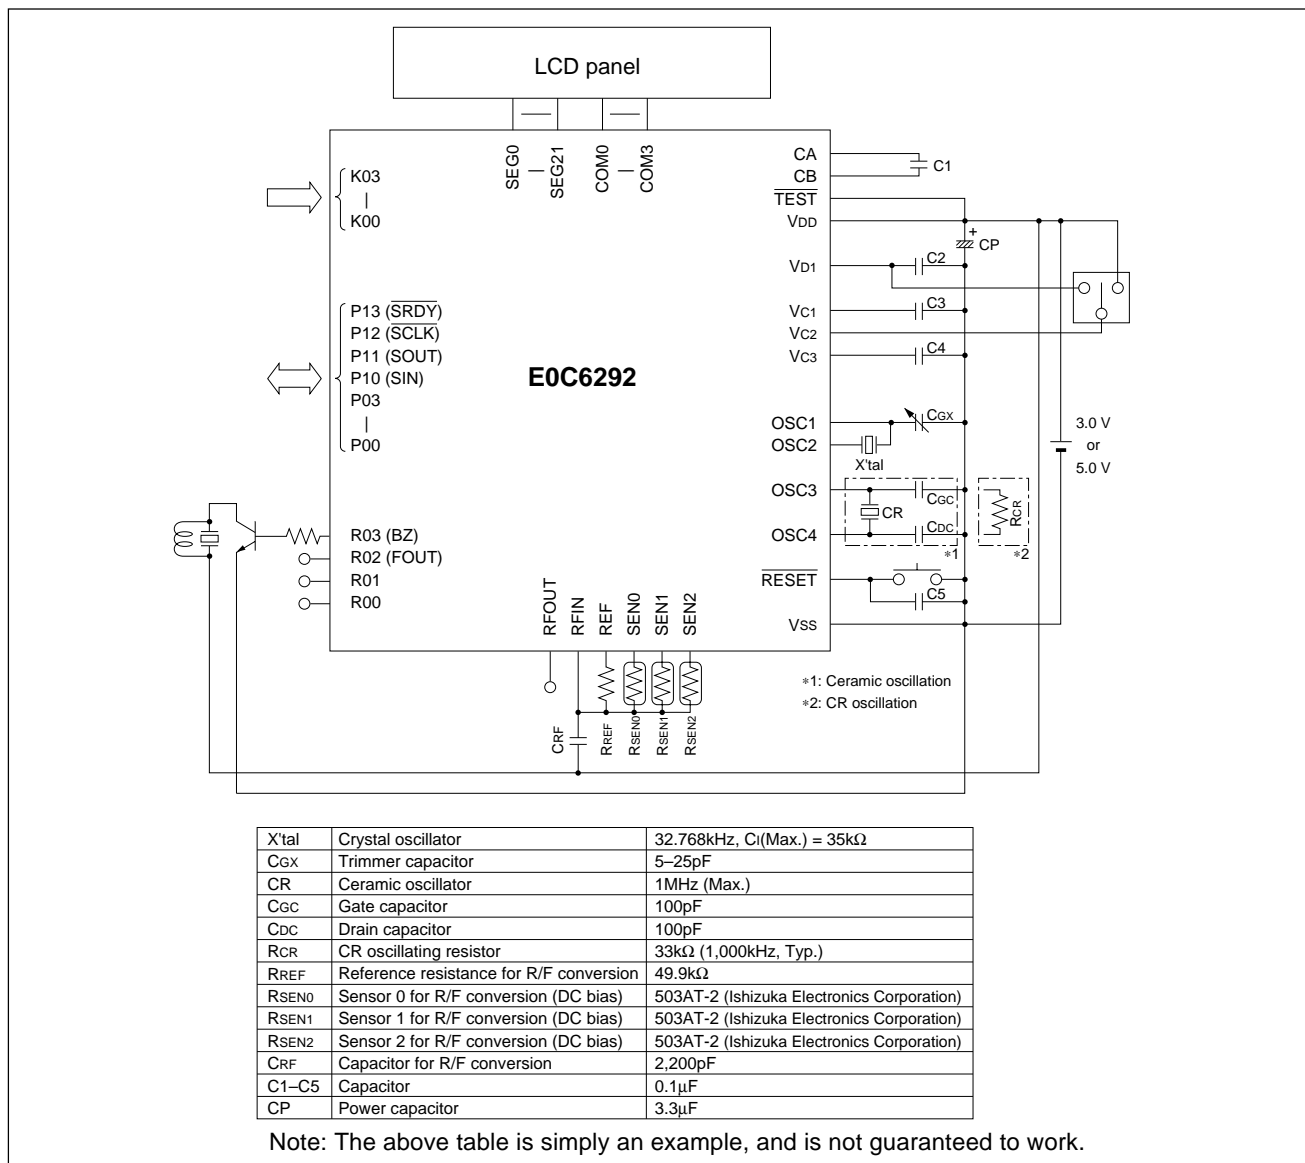 LCD panel
SEG0
|
SEG21
COM0
|
COM3
K03
|
K00
P13 (SRDY)
P12 (SCLK)
P11 (SOUT)
P10 (SIN)
P03
|
P00
R03 (BZ)
R02 (FOUT)
R01
R00
E0C6292
CA
CB
TEST
VDD
VD1
VC1
VC2
VC3
OSC1
OSC2
OSC3
OSC4
RESET
VSS
C1
+
CP
C2
C3
C4
CGX
X'tal
CGC
CR
CDC
*1
RCR
*2
C5
3.0 V
or
5.0 V
RFOUT
RFIN
REF
SEN0
SEN1
SEN2
CRF
RREF
RSEN0
RSEN1
RSEN2
*1: Ceramic oscillation
*2: CR oscillation
X'tal Crystal oscillator 32.768kHz, CI(Max.) = 35kΩ
CGX Trimmer capacitor 5–25pF
CR Ceramic oscillator 1MHz (Max.)
CGC Gate capacitor 100pF
CDC Drain capacitor 100pF
RCR CR oscillating resistor 33kΩ (1,000kHz, Typ.)
RREF Reference resistance for R/F conversion 49.9kΩ
RSEN0 Sensor 0 for R/F conversion (DC bias) 503AT-2 (Ishizuka Electronics Corporation)
RSEN1 Sensor 1 for R/F conversion (DC bias) 503AT-2 (Ishizuka Electronics Corporation)
RSEN2 Sensor 2 for R/F conversion (DC bias) 503AT-2 (Ishizuka Electronics Corporation)
CRF Capacitor for R/F conversion 2,200pF
C1–C5 Capacitor 0.1µF
CP Power capacitor 3.3µF
Note: The above table is simply an example, and is not guaranteed to work.